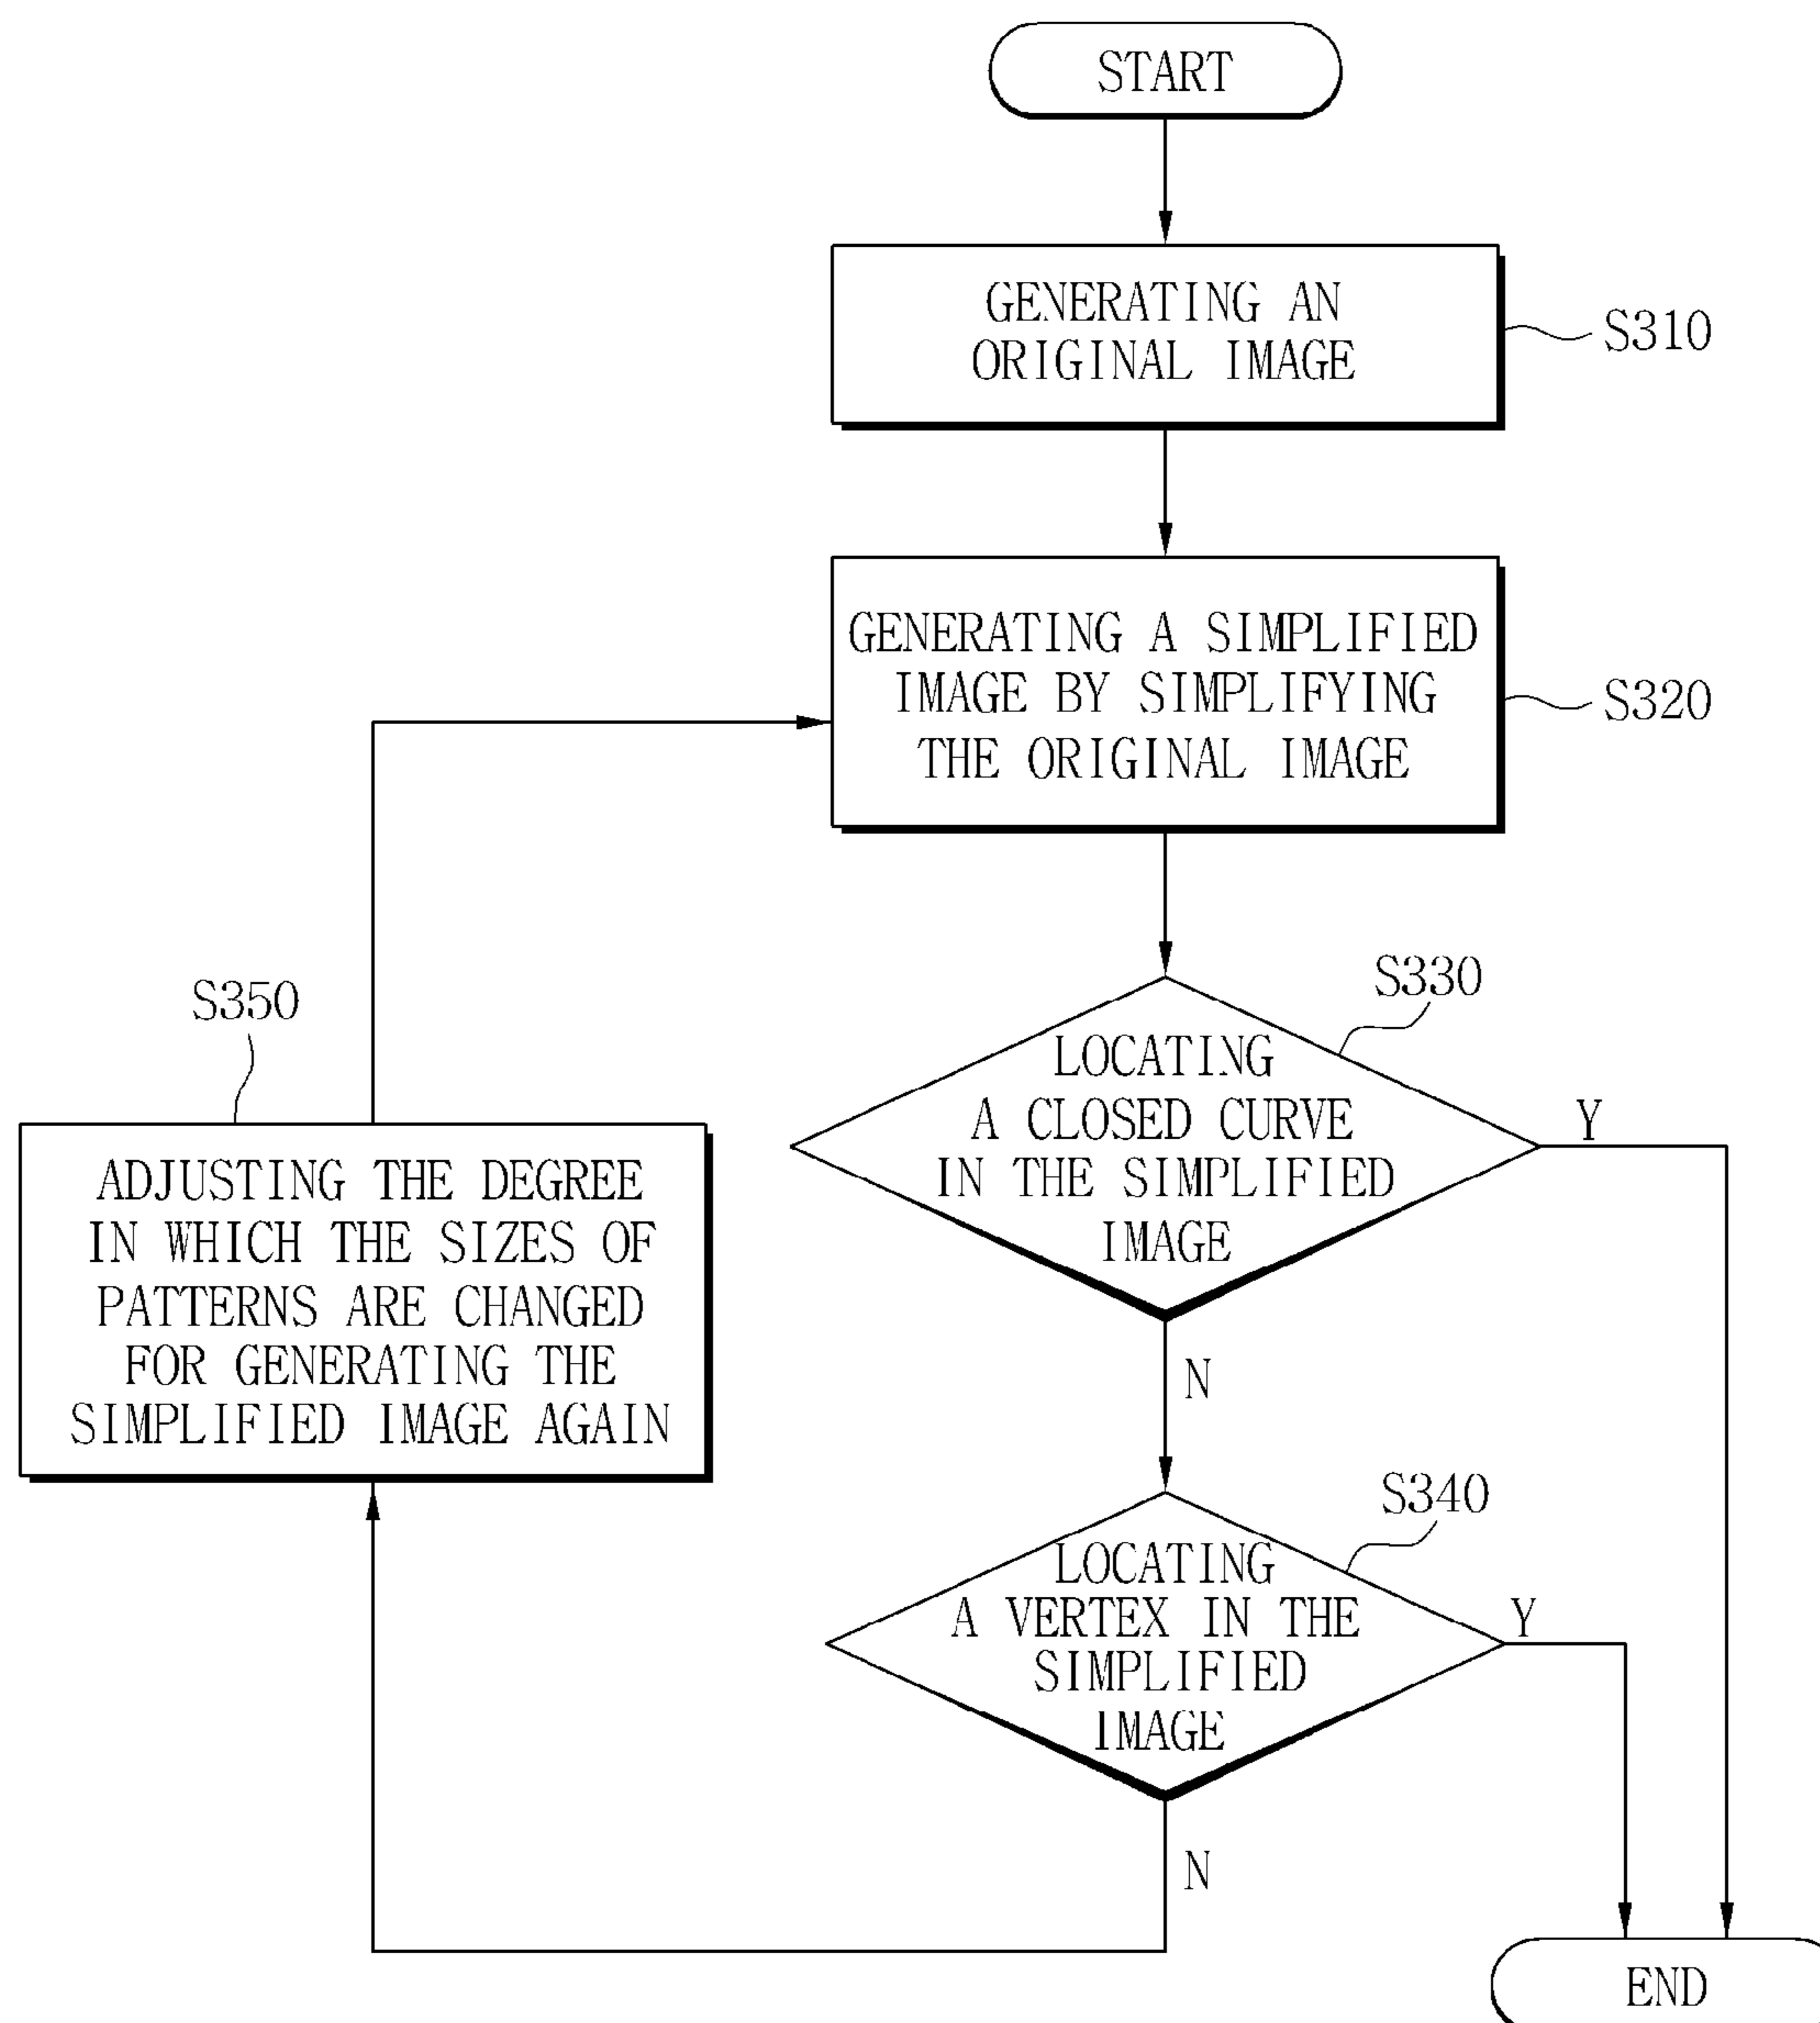 START
GENERATING AN
ORIGINAL IMAGE
S310
GENERATING A SIMPLIFIED
IMAGE BY SIMPLIFYING
THE ORIGINAL IMAGE
S320
S330
LOCATING
A CLOSED CURVE
IN THE SIMPLIFIED
IMAGE
Y
N
S350
ADJUSTING THE DEGREE
IN WHICH THE SIZES OF
PATTERNS ARE CHANGED
FOR GENERATING THE
SIMPLIFIED IMAGE AGAIN
S340
LOCATING
A VERTEX IN THE
SIMPLIFIED
IMAGE
Y
N
END